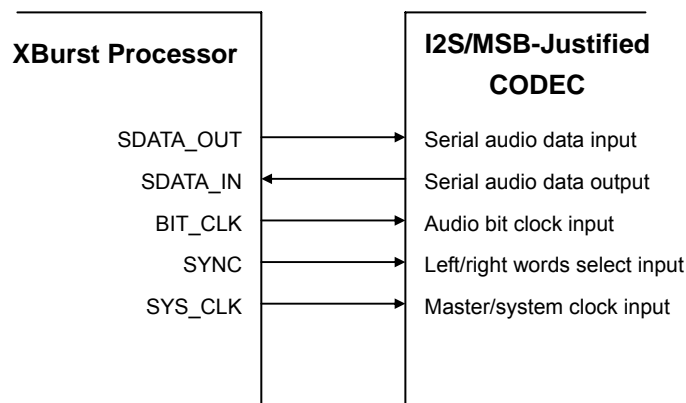 XBurst Processor
I2S/MSB-Justified
CODEC
SDATA_OUT
Serial audio data input
SDATA_IN
Serial audio data output
BIT_CLK
Audio bit clock input
SYNC
Left/right words select input
SYS_CLK
Master/system clock input